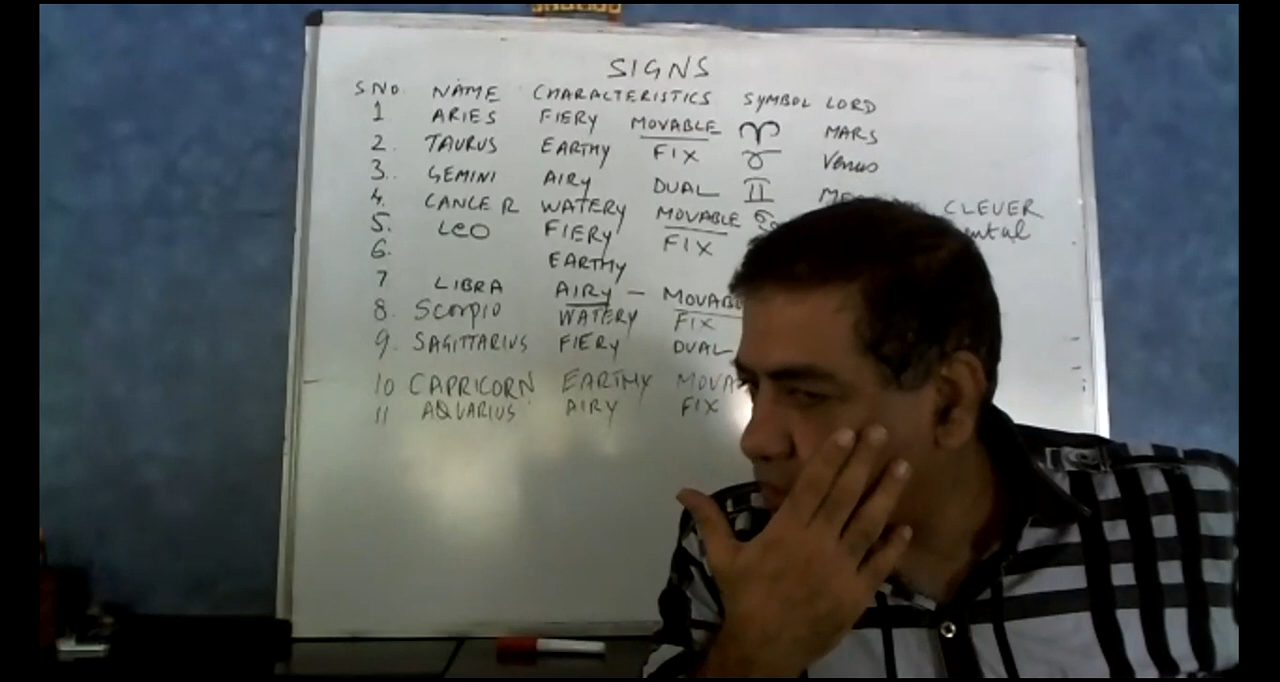 SIGNS
S NO. NAME CHARACTERISTICS SYMBOL LORD
1 ARIES FIERY MOVABLE ♈ MARS
2. TAURUS EARTHY FIX ♉ Venus
3. GEMINI AIRY DUAL ♊ CLEVER
4. CANCER WATERY MOVABLE ♋
5. LEO FIERY FIX
6. EARTHY
7 LIBRA AIRY – MOVABL
8. Scorpio WATERY FIX
9. SAGITTARIUS FIERY DUAL
10 CAPRICORN EARTHY MOVA
11 AQUARIUS AIRY FIX